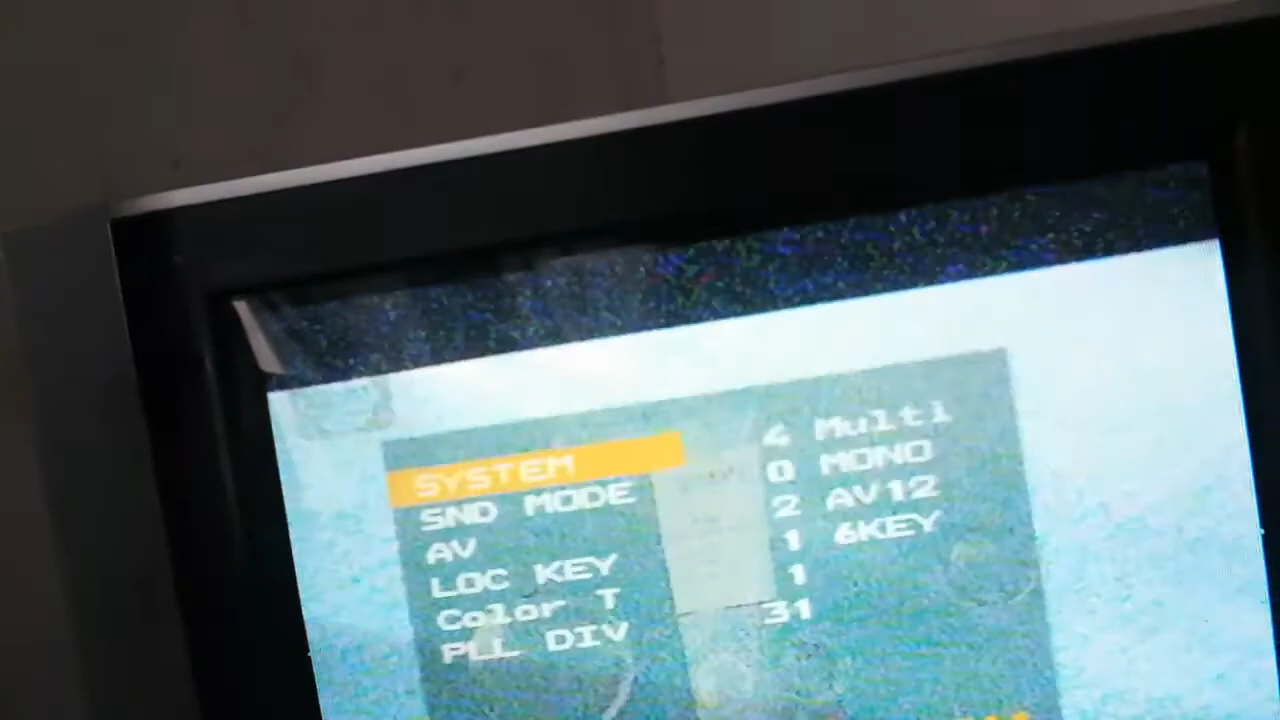 SYSTEM 4 Multi
SND MODE 0 MONO
AV 2 AV12
LOC KEY 1 6KEY
Color T 1
PLL DIV 31